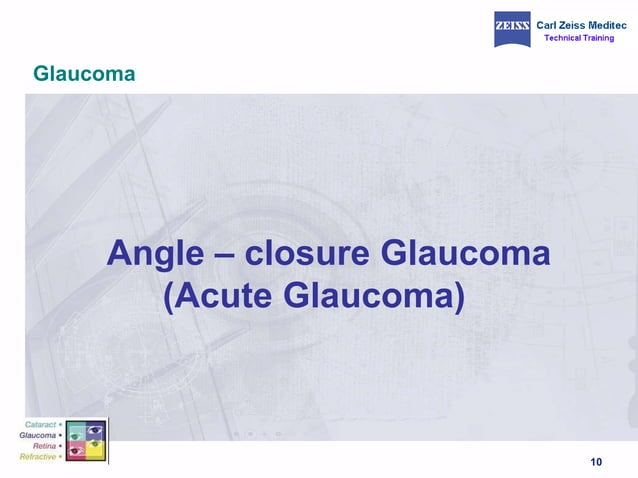 ZEISS
Carl Zeiss Meditec
Technical Training
Glaucoma
Angle – closure Glaucoma
(Acute Glaucoma)
Cataract •
Glaucoma •
Retina •
Refractive •
10